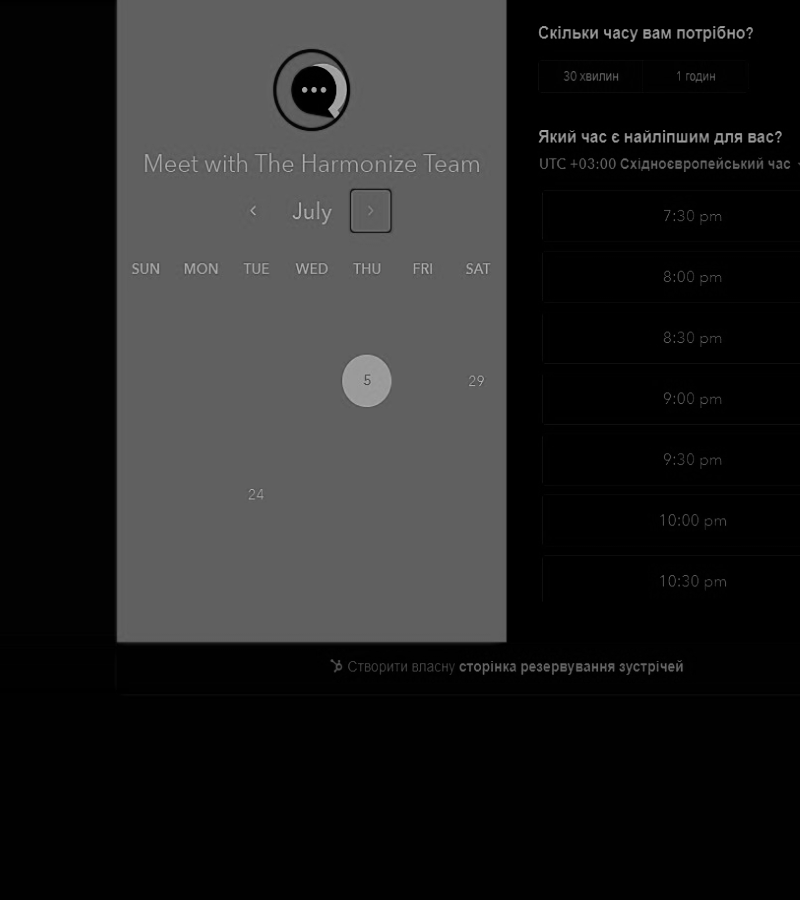 Meet with The Harmonize Team
July
SUN MON TUE WED THU FRI SAT
5 29
24
Скільки часу вам потрібно?
30 хвилин 1 годин
Який час є найліпшим для вас?
UTC +03:00 Східноєвропейський час
7:30 pm
8:00 pm
8:30 pm
9:00 pm
9:30 pm
10:00 pm
10:30 pm
Створити власну сторінка резервування зустрічей